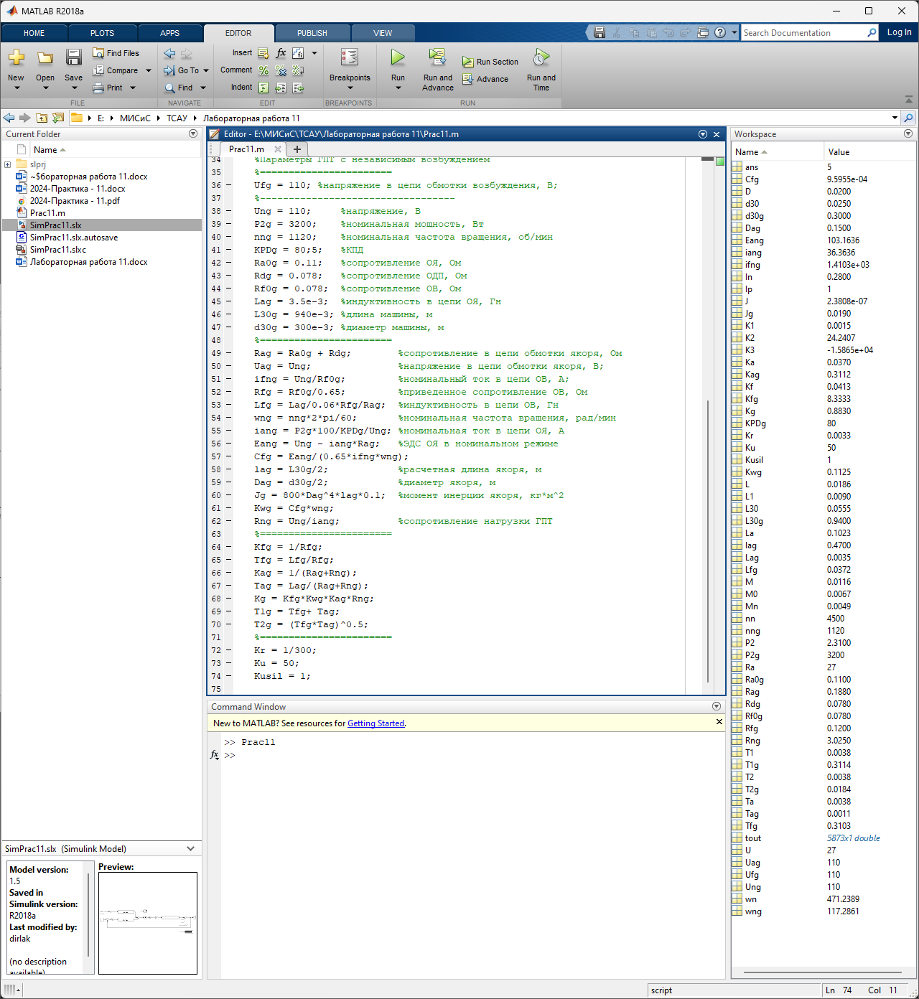 MATLAB R2018a
HOME PLOTS APPS EDITOR PUBLISH VIEW Search Documentation Log In
New Open Save Find Files Compare Print Go To Find Insert Comment Indent fx Breakpoints Run Run and Advance Run Section Advance Run and Time
FILE NAVIGATE EDIT BREAKPOINTS RUN
E: МИСиС ТСАУ Лабораторная работа 11
Current Folder
Name
slprj
~$бораторная работа 11.docx
2024-Практика - 11.docx
2024-Практика - 11.pdf
Prac11.m
SimPrac11.slx
SimPrac11.slx.autosave
SimPrac11.slxc
Лабораторная работа 11.docx
SimPrac11.slx (Simulink Model)
Model version:
1.5
Saved in
Simulink version:
R2018a
Last modified by:
dirlak
(no description
available)
Preview:
Editor - E:\МИСиС\ТСАУ\Лабораторная работа 11\Prac11.m
Prac11.m
34 %Параметры ГПТ с независимым возбуждением
35 %=======================
36 Ufg = 110; %напряжение в цепи обмотки возбуждения, В;
37 %----------------------------------
38 Ung = 110; %напряжение, В
39 P2g = 3200; %номинальная мощность, Вт
40 nng = 1120; %номинальная частота вращения, об/мин
41 KPDg = 80;5; %КПД
42 Ra0g = 0.11; %сопротивление ОЯ, Ом
43 Rdg = 0.078; %сопротивление ОДП, Ом
44 Rf0g = 0.078; %сопротивление ОВ, Ом
45 Lag = 3.5e-3; %индуктивность в цепи ОЯ, Гн
46 L30g = 940e-3; %длина машины, м
47 d30g = 300e-3; %диаметр машины, м
48 %=======================
49 Rag = Ra0g + Rdg; %сопротивление в цепи обмотки якоря, Ом
50 Uag = Ung; %напряжение в цепи обмотки якоря, В;
51 ifng = Ung/Rf0g; %номинальный ток в цепи ОВ, А;
52 Rfg = Rf0g/0.65; %приведенное сопротивление ОВ, Ом
53 Lfg = Lag/0.06*Rfg/Rag; %индуктивность в цепи ОВ, Гн
54 wng = nng*2*pi/60; %номинальная частота вращения, рад/мин
55 iang = P2g*100/KPDg/Ung; %номинальная ток в цепи ОЯ, А
56 Eang = Ung - iang*Rag; %ЭДС ОЯ в номинальном режиме
57 Cfg = Eang/(0.65*ifng*wng);
58 lag = L30g/2; %расчетная длина якоря, м
59 Dag = d30g/2; %диаметр якоря, м
60 Jg = 800*Dag^4*lag*0.1; %момент инерции якоря, кг*м^2
61 Kwg = Cfg*wng;
62 Rng = Ung/iang; %сопротивление нагрузки ГПТ
63 %=======================
64 Kfg = 1/Rfg;
65 Tfg = Lfg/Rfg;
66 Kag = 1/(Rag+Rng);
67 Tag = Lag/(Rag+Rng);
68 Kg = Kfg*Kwg*Kag*Rng;
69 T1g = Tfg+ Tag;
70 T2g = (Tfg*Tag)^0.5;
71 %=======================
72 Kr = 1/300;
73 Ku = 50;
74 Kusil = 1;
75
Command Window
New to MATLAB? See resources for Getting Started.
>> Prac11
fx >>
Workspace
Name Value
ans 5
Cfg 9.5955e-04
D 0.0200
d30 0.0250
d30g 0.3000
Dag 0.1500
Eang 103.1636
iang 36.3636
ifng 1.4103e+03
In 0.2800
Ip 1
J 2.3808e-07
Jg 0.0190
K1 0.0015
K2 24.2407
K3 -1.5865e+04
Ka 0.0370
Kag 0.3112
Kf 0.0413
Kfg 8.3333
Kg 0.8830
KPDg 80
Kr 0.0033
Ku 50
Kusil 1
Kwg 0.1125
L 0.0186
L1 0.0090
L30 0.0555
L30g 0.9400
La 0.1023
lag 0.4700
Lag 0.0035
Lfg 0.0372
M 0.0116
M0 0.0067
Mn 0.0049
nn 4500
nng 1120
P2 2.3100
P2g 3200
Ra 27
Ra0g 0.1100
Rag 0.1880
Rdg 0.0780
Rf0g 0.0780
Rfg 0.1200
Rng 3.0250
T1 0.0038
T1g 0.3114
T2 0.0038
T2g 0.0184
Ta 0.0038
Tag 0.0011
Tfg 0.3103
tout 5873x1 double
U 27
Uag 110
Ufg 110
Ung 110
wn 471.2389
wng 117.2861
script Ln 74 Col 11